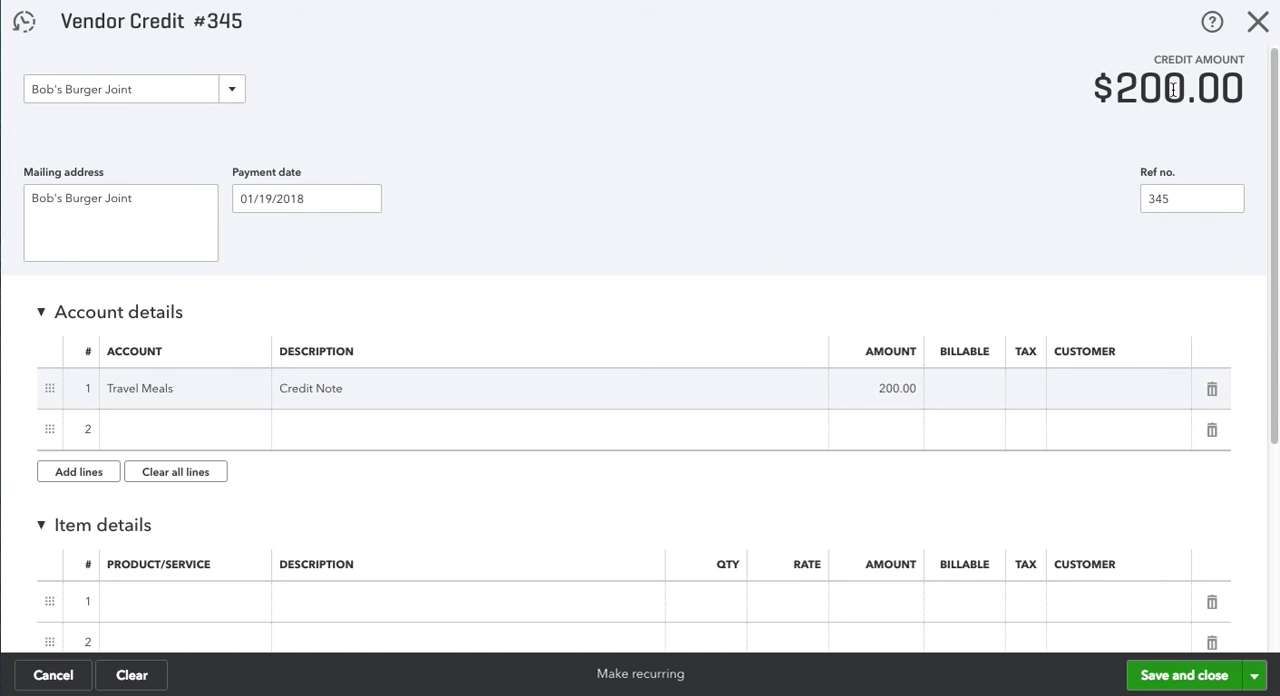 Vendor Credit #345
CREDIT AMOUNT
Bob's Burger Joint
$200.00
Mailing address
Payment date
Ref no.
Bob's Burger Joint
01/19/2018
345
Account details
# ACCOUNT DESCRIPTION AMOUNT BILLABLE TAX CUSTOMER
1 Travel Meals Credit Note 200.00
2
Add lines Clear all lines
Item details
# PRODUCT/SERVICE DESCRIPTION QTY RATE AMOUNT BILLABLE TAX CUSTOMER
1
2
Cancel Clear Make recurring Save and close